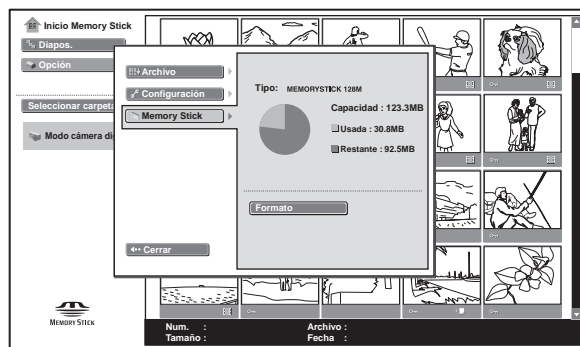 Inicio Memory Stick
Diapos.
Opción
Seleccionar carpeta
Modo cámera di
Archivo
Configuración
Memory Stick
Cerrar
Tipo: MEMORYSTICK 128M
Capacidad : 123.3MB
Usada : 30.8MB
Restante : 92.5MB
Formato
MEMORY STICK
Num. :
Archivo :
Tamaño :
Fecha :